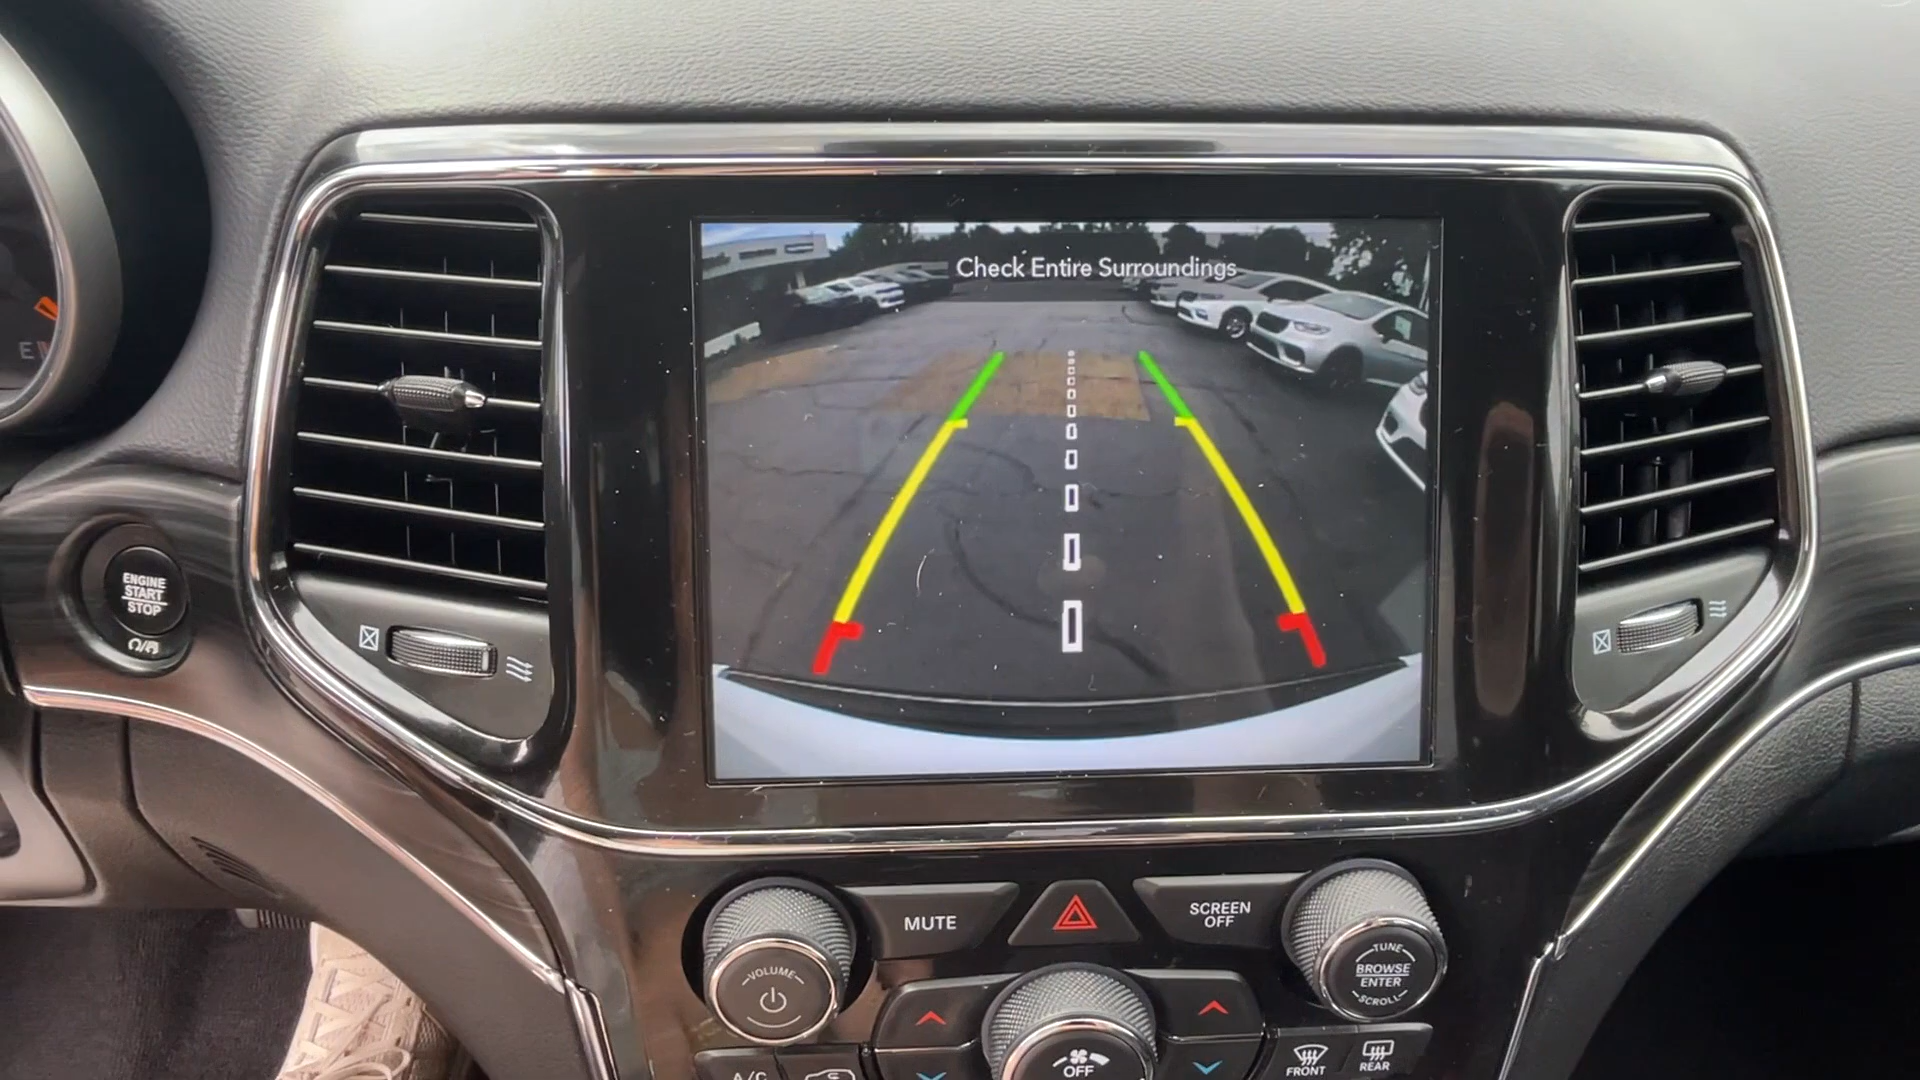 Check Entire Surroundings
E
ENGINE
START
STOP
MUTE
SCREEN
OFF
VOLUME
TUNE
BROWSE
ENTER
SCROLL
OFF
FRONT
REAR
A/C